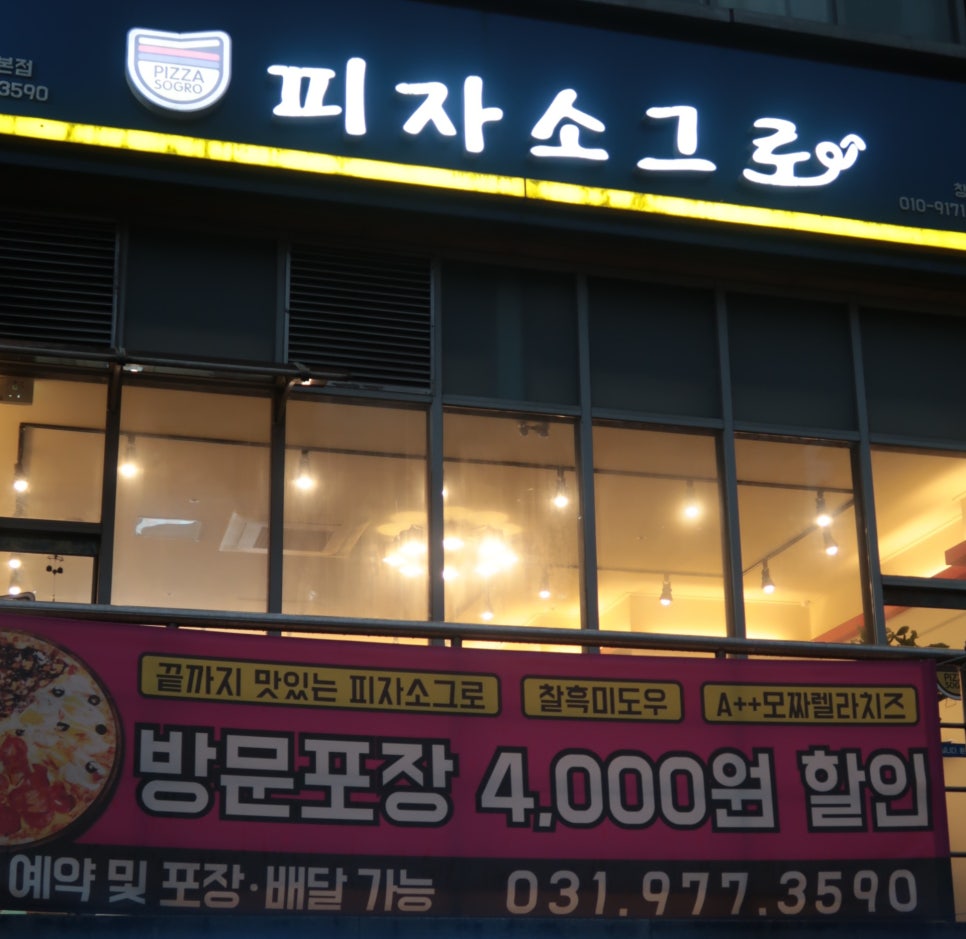 본점
3590
PIZZA
SOGRO
피자소그로
010-9171
끝까지 맛있는 피자소그로
찰흑미도우
A++모짜렐라치즈
방문포장 4,000원 할인
예약 및 포장·배달 가능
031.977.3590